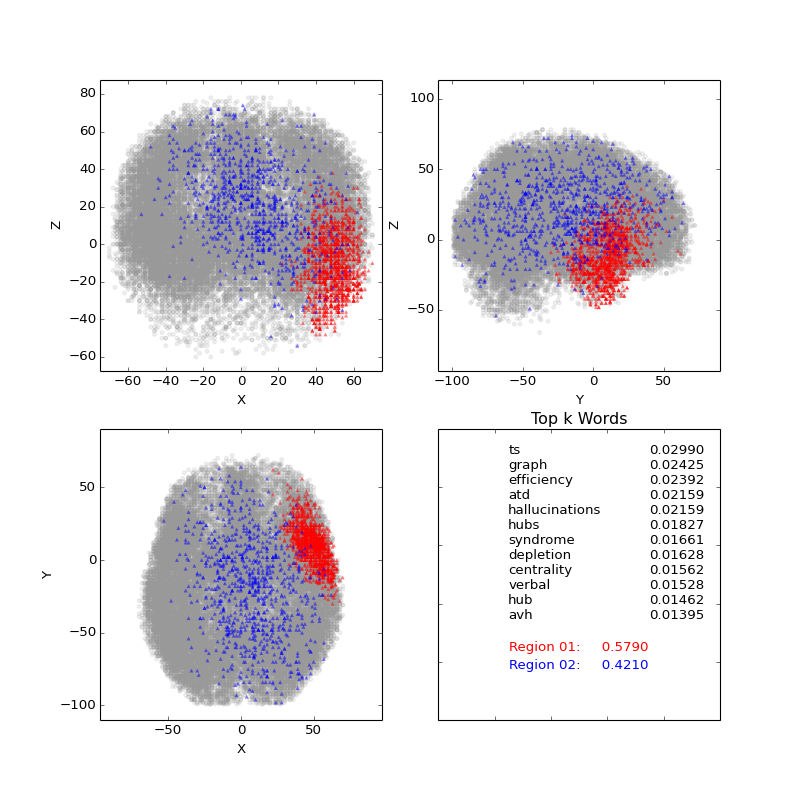 80
60
40
20
0
−20
−40
−60
Z
−60 −40 −20 0 20 40 60
X
100
50
0
−50
Z
−100 −50 0 50
Y
50
0
−50
−100
Y
−50 0 50
X
Top k Words
ts 0.02990
graph 0.02425
efficiency 0.02392
atd 0.02159
hallucinations 0.02159
hubs 0.01827
syndrome 0.01661
depletion 0.01628
centrality 0.01562
verbal 0.01528
hub 0.01462
avh 0.01395
Region 01: 0.5790
Region 02: 0.4210